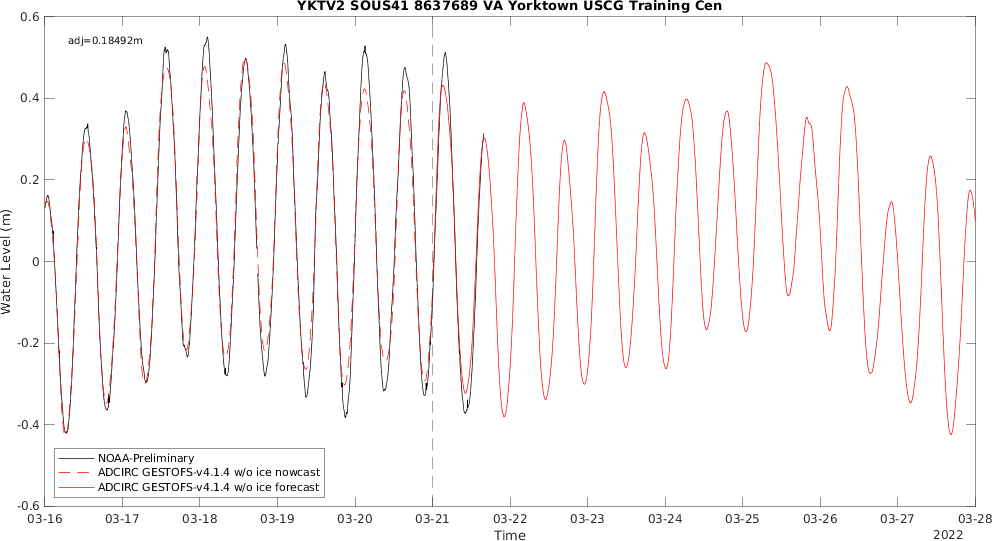 YKTV2 SOUS41 8637689 VA Yorktown USCG Training Cen
adj=0.18492m
0.6
0.4
0.2
0
-0.2
-0.4
-0.6
Water Level (m)
NOAA-Preliminary
ADCIRC GESTOFS-v4.1.4 w/o ice nowcast
ADCIRC GESTOFS-v4.1.4 w/o ice forecast
03-16 03-17 03-18 03-19 03-20 03-21 03-22 03-23 03-24 03-25 03-26 03-27 03-28
Time
2022